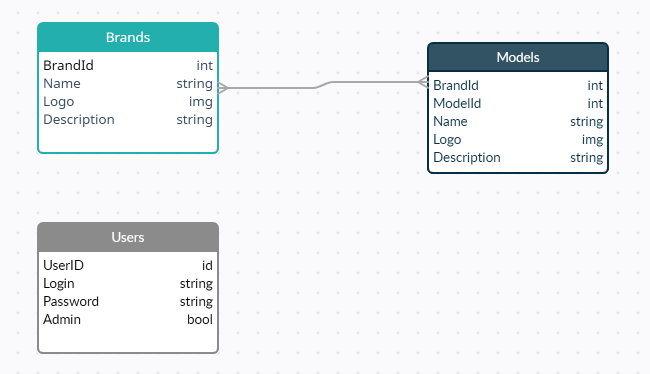 Brands
BrandId int
Name string
Logo img
Description string
Models
BrandId int
ModelId int
Name string
Logo img
Description string
Users
UserID id
Login string
Password string
Admin bool